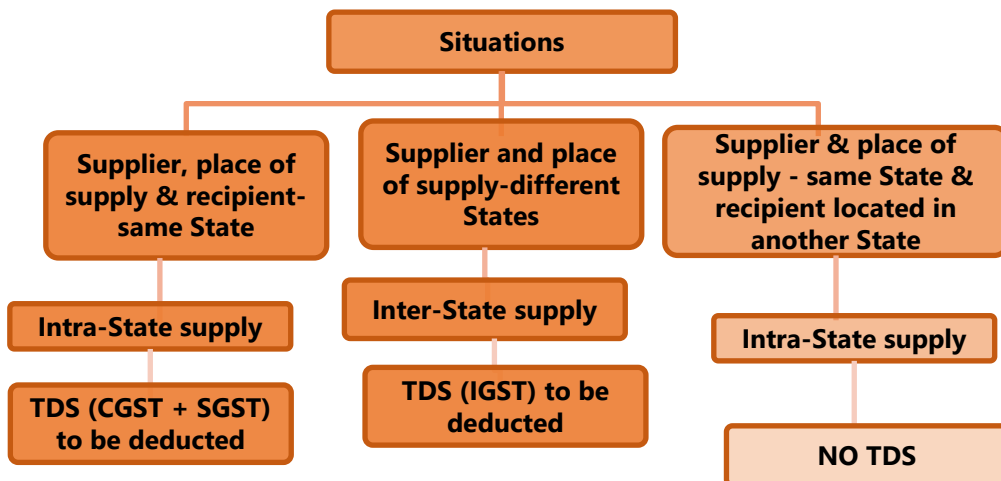 Situations
Supplier, place of
supply & recipient-
same State
Supplier and place
of supply-different
States
Supplier & place of
supply - same State &
recipient located in
another State
Intra-State supply
Inter-State supply
Intra-State supply
TDS (CGST + SGST)
to be deducted
TDS (IGST) to be
deducted
NO TDS